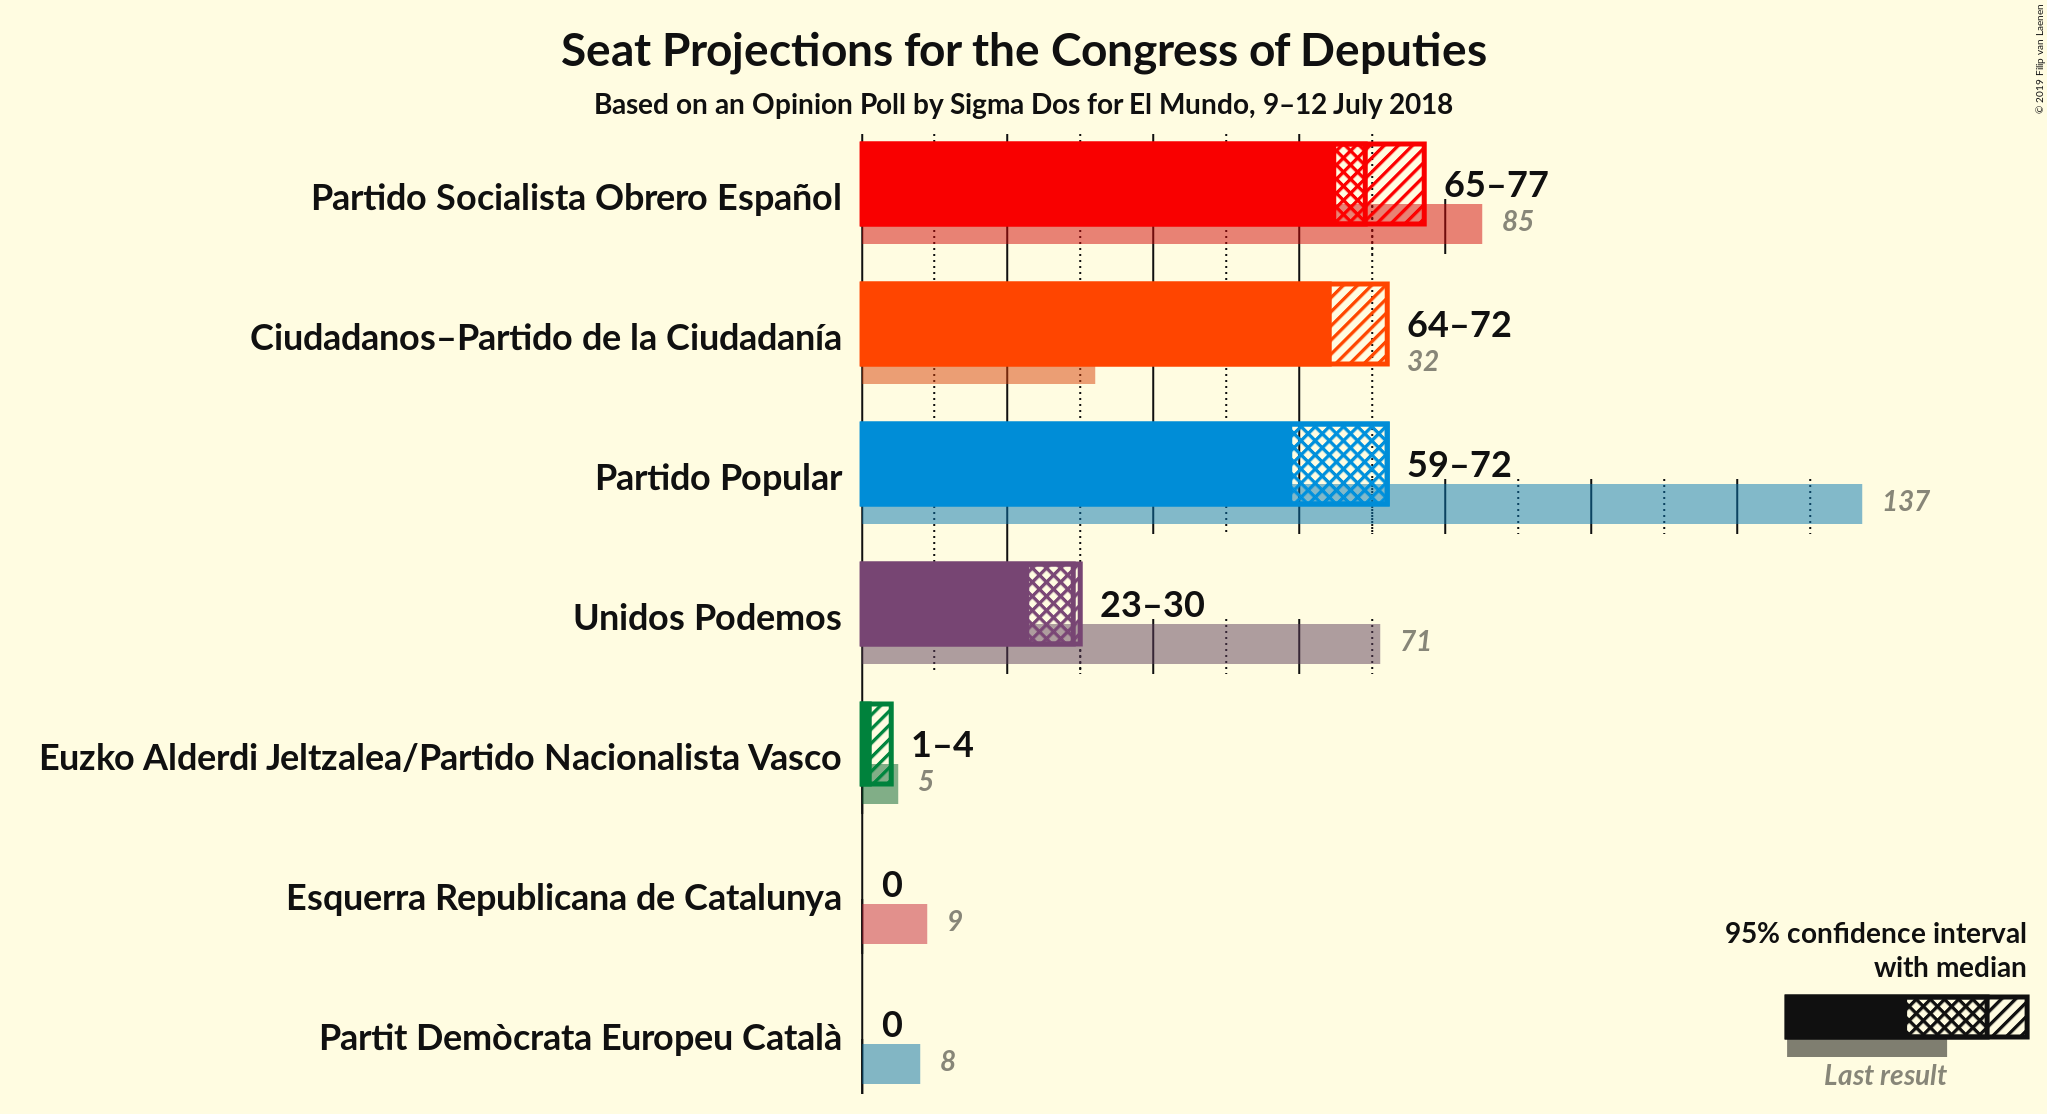 Seat Projections for the Congress of Deputies
Based on an Opinion Poll by Sigma Dos for El Mundo, 9–12 July 2018
© 2019 Filip van Laenen
Partido Socialista Obrero Español
65–77
85
Ciudadanos–Partido de la Ciudadanía
64–72
32
Partido Popular
59–72
137
Unidos Podemos
23–30
71
Euzko Alderdi Jeltzalea/Partido Nacionalista Vasco
1–4
5
Esquerra Republicana de Catalunya
0
9
Partit Demòcrata Europeu Català
0
8
95% confidence interval
with median
Last result